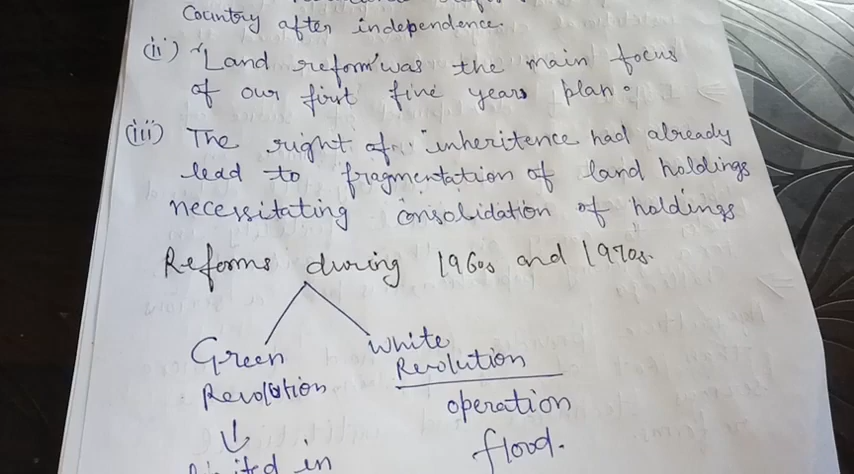 Country after independence.
(ii) "Land reform" was the main focus
of our first five years plan.
(iii) The right of inheritence had already
lead to fragmentation of land holdings
necessitating consolidation of holdings
Reforms during 1960s and 1970s.
Green White
Revolution Revolution
operation
flood.
in